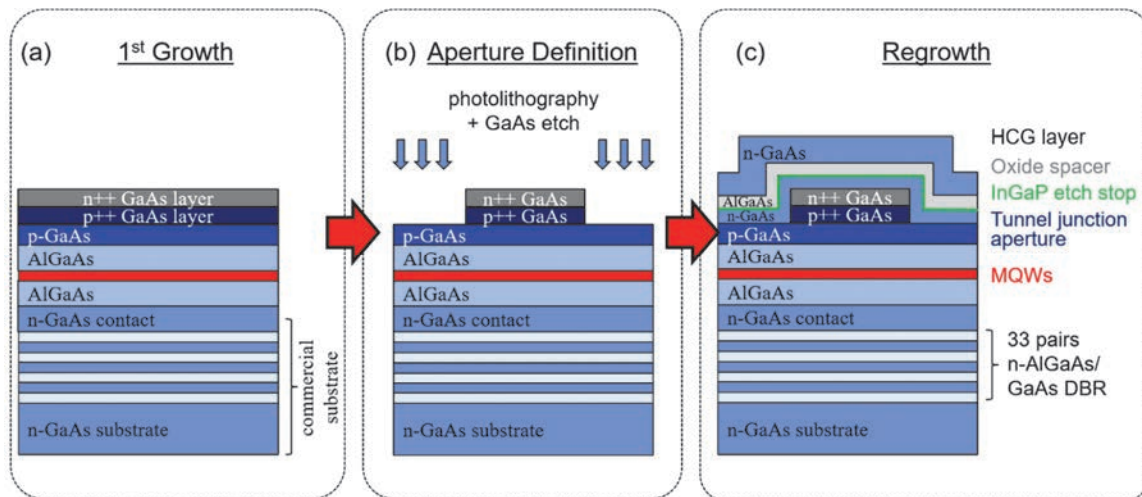 (a) 1st Growth
n++ GaAs layer
p++ GaAs layer
p-GaAs
AlGaAs
AlGaAs
n-GaAs contact
n-GaAs substrate
commercial
substrate
(b) Aperture Definition
photolithography
+ GaAs etch
n++ GaAs
p++ GaAs
p-GaAs
AlGaAs
AlGaAs
n-GaAs contact
n-GaAs substrate
(c) Regrowth
n-GaAs
AlGaAs
n-GaAs
n++ GaAs
p++ GaAs
p-GaAs
AlGaAs
AlGaAs
n-GaAs contact
n-GaAs substrate
HCG layer
Oxide spacer
InGaP etch stop
Tunnel junction
aperture
MQWs
33 pairs
n-AlGaAs/
GaAs DBR